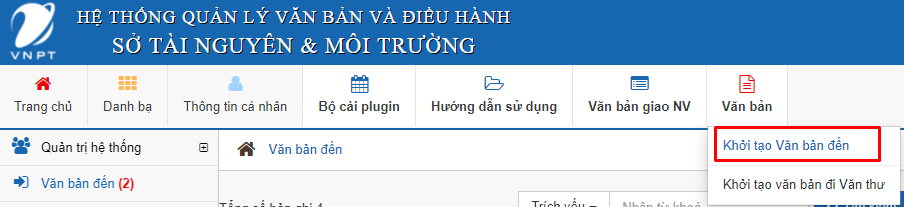 HỆ THỐNG QUẢN LÝ VĂN BẢN VÀ ĐIỀU HÀNH
SỞ TÀI NGUYÊN & MÔI TRƯỜNG
VNPT
Trang chủ Danh bạ Thông tin cá nhân Bộ cài plugin Hướng dẫn sử dụng Văn bản giao NV Văn bản
Quản trị hệ thống Văn bản đến Khởi tạo Văn bản đến
Văn bản đến (2) Khởi tạo văn bản đi Văn thư
Tổng số bản ghi 4 Trích yếu Nhập từ khoá